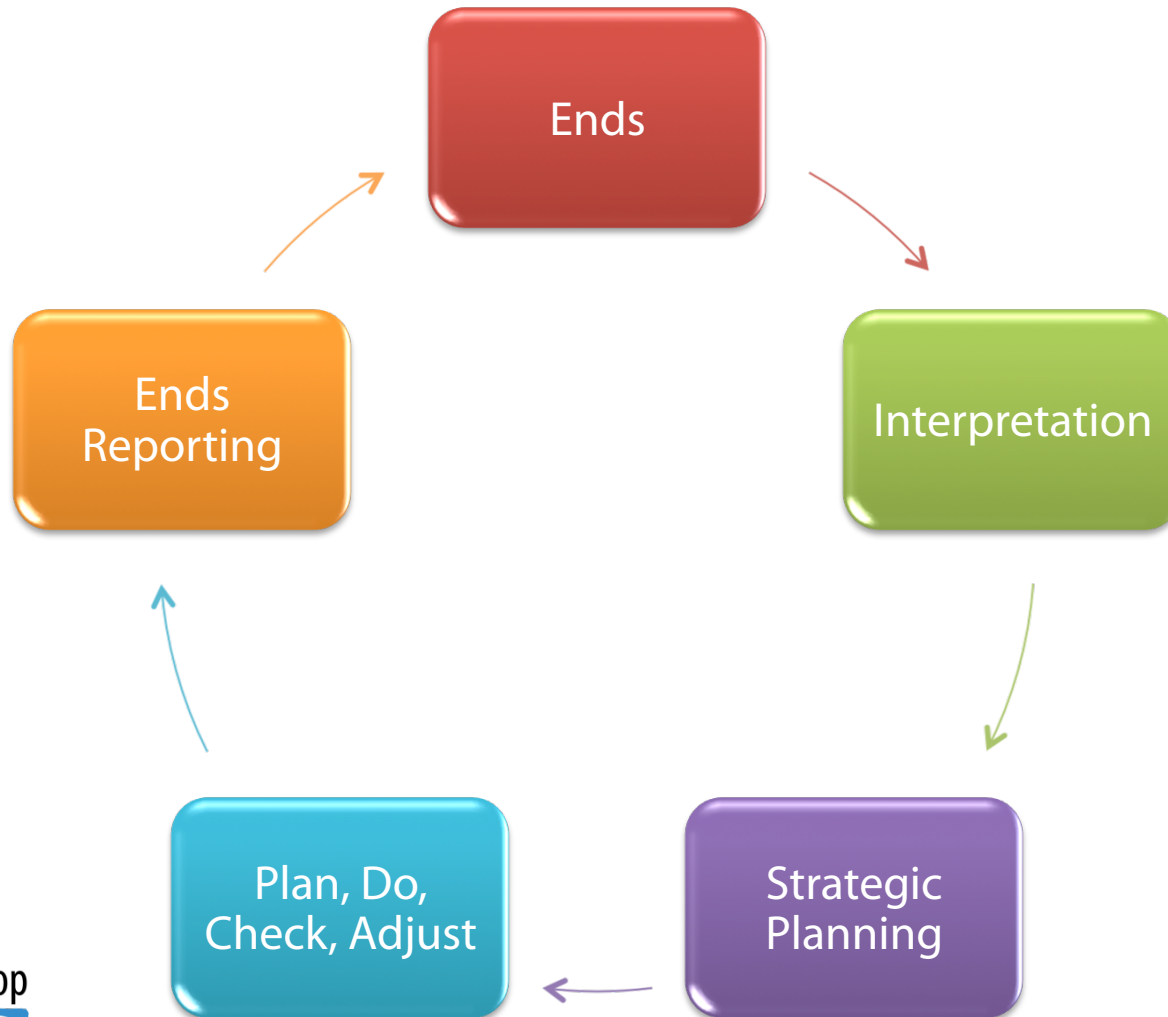 Ends
Interpretation
Strategic
Planning
Plan, Do,
Check, Adjust
Ends
Reporting